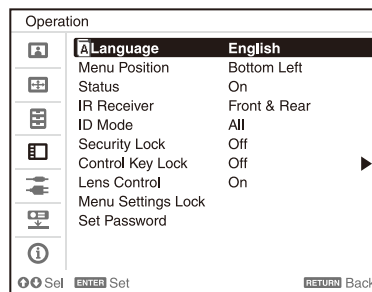 Operation
A Language English
Menu Position Bottom Left
Status On
IR Receiver Front & Rear
ID Mode All
Security Lock Off
Control Key Lock Off
Lens Control On
Menu Settings Lock
Set Password
Sel ENTER Set RETURN Back